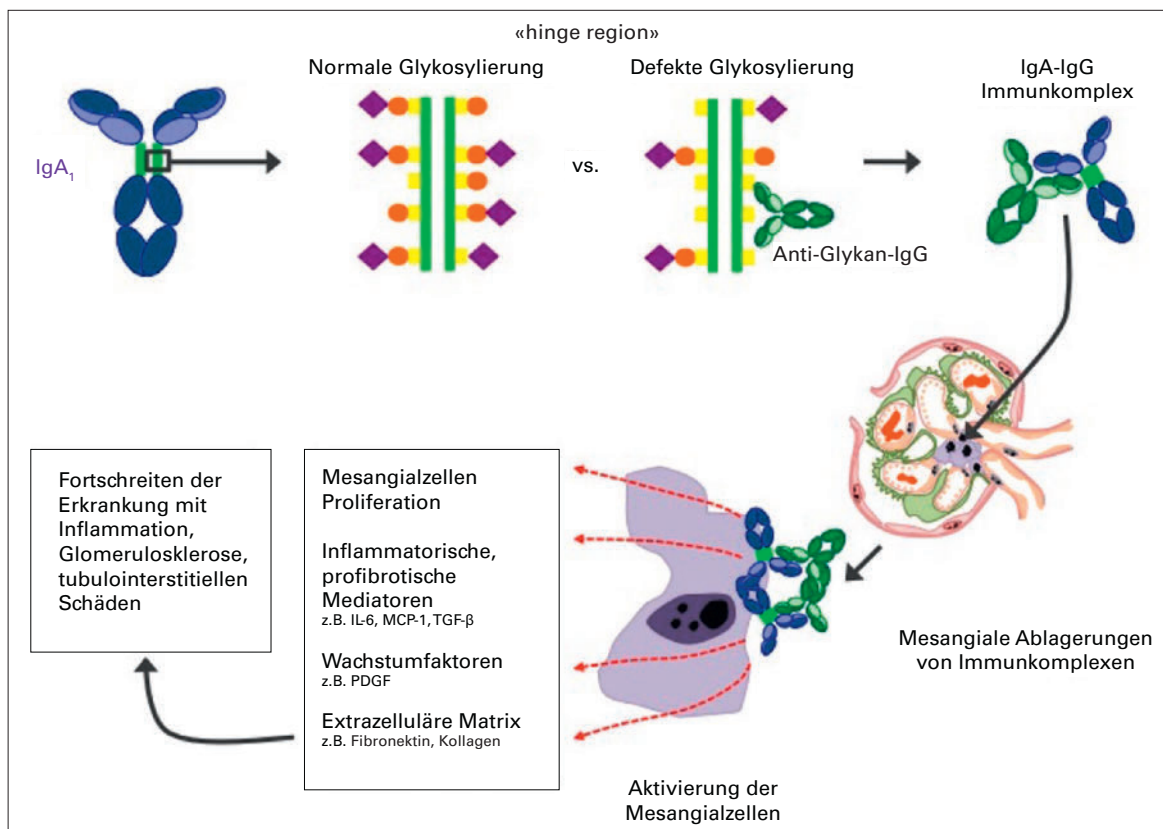 «hinge region»
Normale Glykosylierung
Defekte Glykosylierung
IgA-IgG
Immunkomplex
IgA₁
vs.
Anti-Glykan-IgG
Fortschreiten der
Erkrankung mit
Inflammation,
Glomerulosklerose,
tubulointerstitiellen
Schäden
Mesangialzellen
Proliferation
Inflammatorische,
profibrotische
Mediatoren
z.B. IL-6, MCP-1, TGF-β
Wachstumfaktoren
z.B. PDGF
Extrazelluläre Matrix
z.B. Fibronektin, Kollagen
Mesangiale Ablagerungen
von Immunkomplexen
Aktivierung der
Mesangialzellen